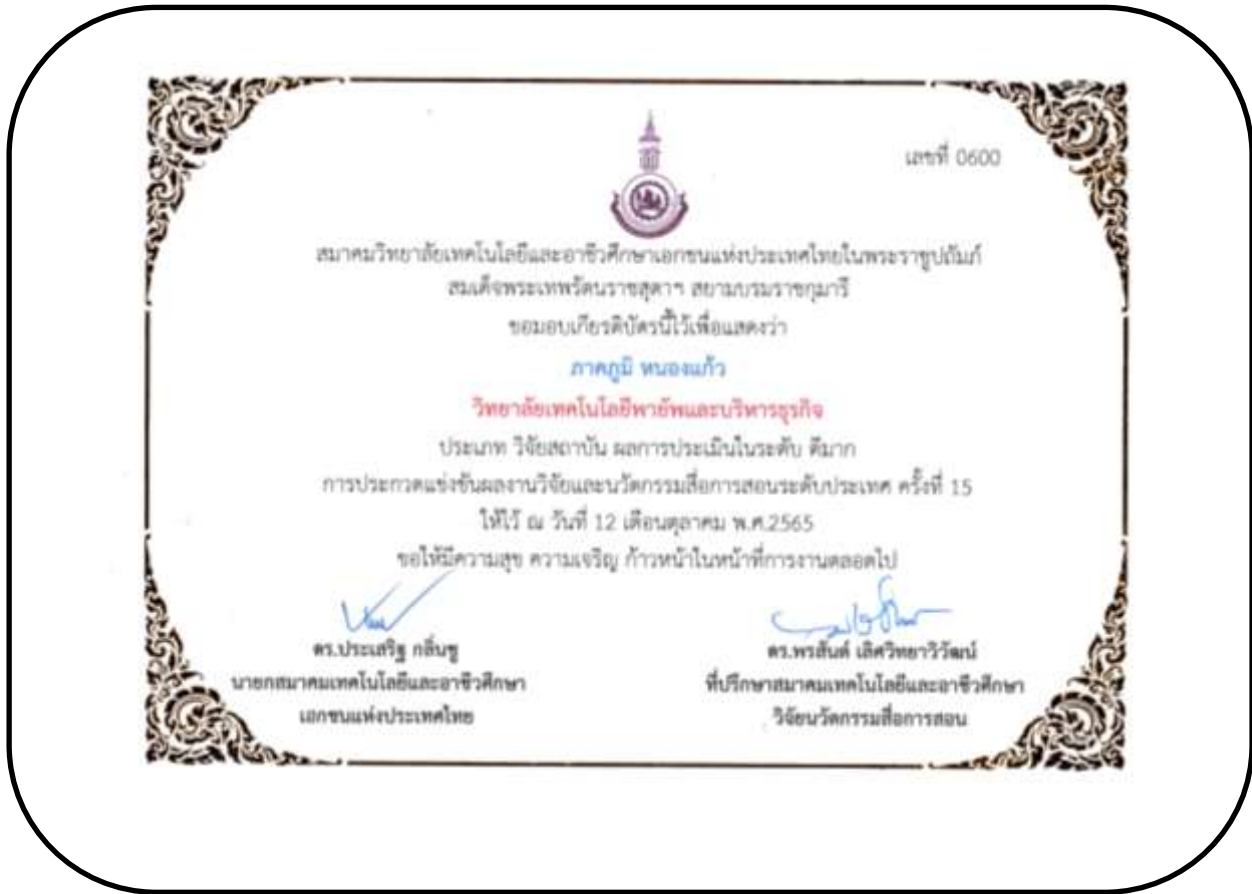 เลขที่ 0600
สมาคมวิทยาลัยเทคโนโลยีและอาชีวศึกษาเอกชนแห่งประเทศไทยในพระราชูปถัมภ์
สมเด็จพระเทพรัตนราชสุดาฯ สยามบรมราชกุมารี
ขอมอบเกียรติบัตรนี้ไว้เพื่อแสดงว่า
ภาคภูมิ หนองแก้ว
วิทยาลัยเทคโนโลยีพายัพและบริหารธุรกิจ
ประเภท วิจัยสถาบัน ผลการประเมินในระดับ ดีมาก
การประกวดแข่งขันผลงานวิจัยและนวัตกรรมสื่อการสอนระดับประเทศ ครั้งที่ 15
ให้ไว้ ณ วันที่ 12 เดือนตุลาคม พ.ศ.2565
ขอให้มีความสุข ความเจริญ ก้าวหน้าในหน้าที่การงานตลอดไป
ดร.ประเสริฐ กลิ่นชู
นายกสมาคมเทคโนโลยีและอาชีวศึกษา
เอกชนแห่งประเทศไทย
ดร.พรสันต์ เลิศวิทยาวิวัฒน์
ที่ปรึกษาสมาคมเทคโนโลยีและอาชีวศึกษา
วิจัยนวัตกรรมสื่อการสอน